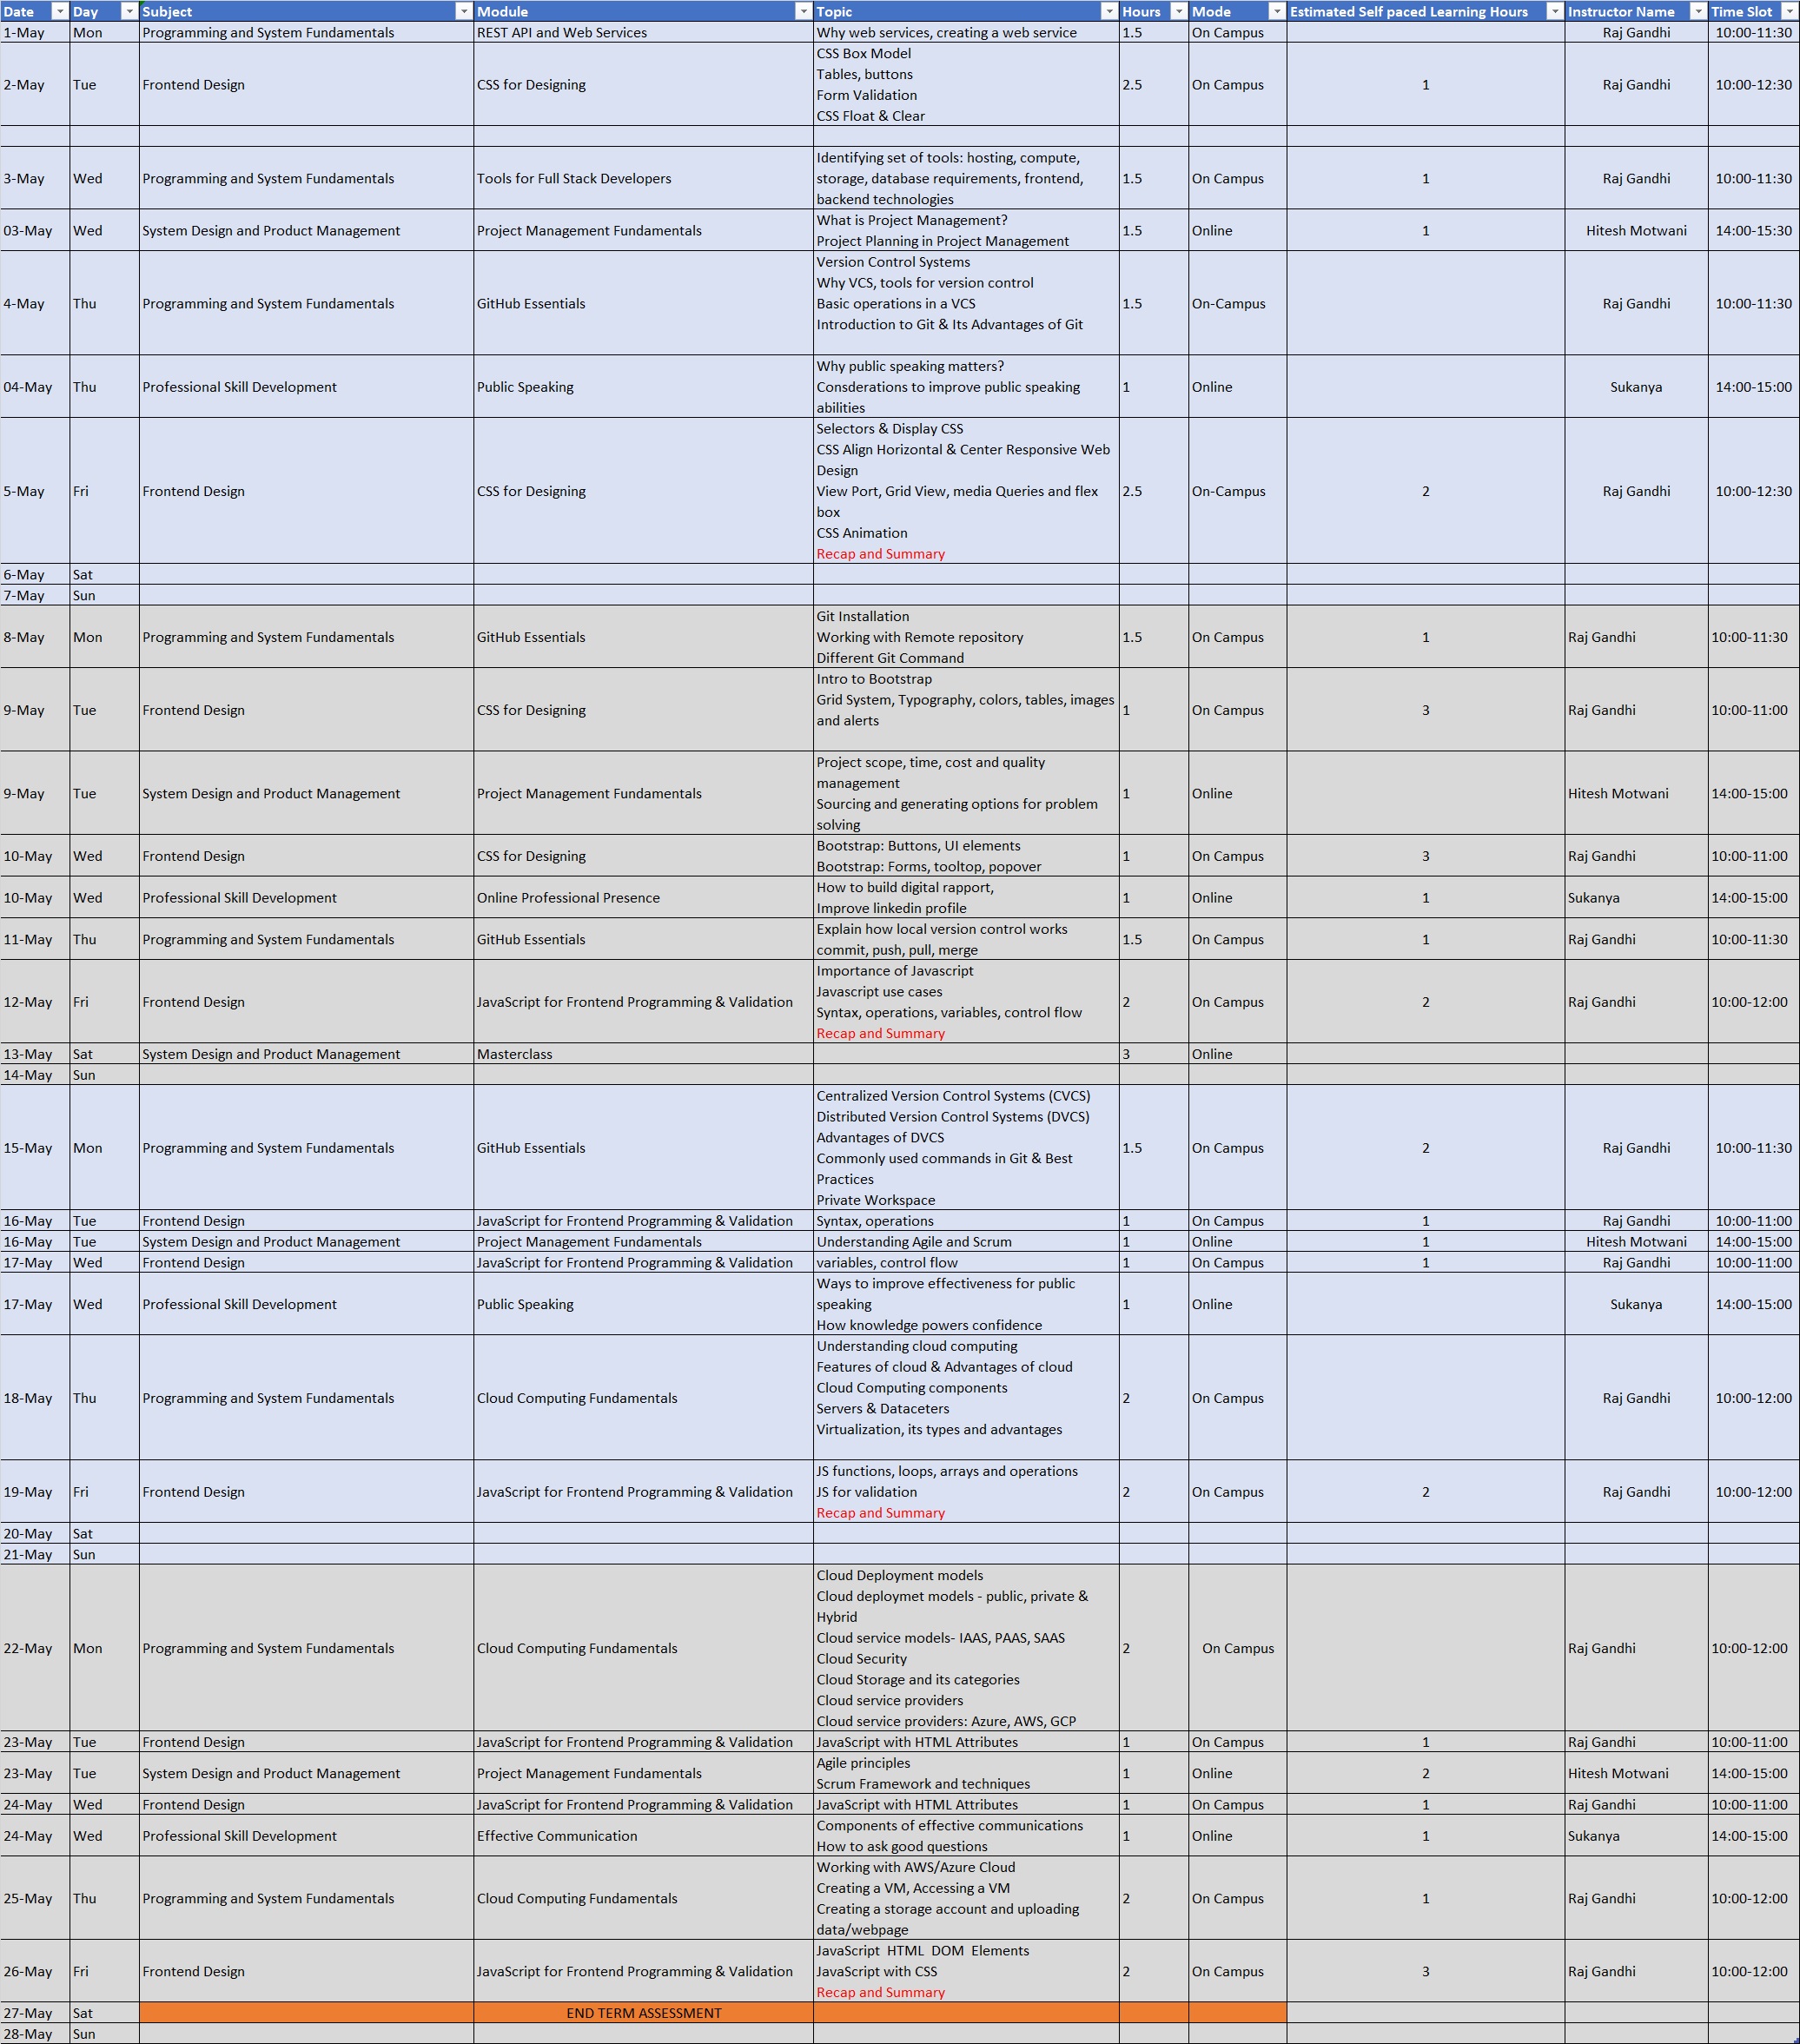 Date Day Subject Module Topic Hours Mode Estimated Self paced Learning Hours Instructor Name Time Slot
1-May Mon Programming and System Fundamentals REST API and Web Services Why web services, creating a web service 1.5 On Campus Raj Gandhi 10:00-11:30
CSS Box Model
Tables, buttons
2-May Tue Frontend Design CSS for Designing 2.5 On Campus 1 Raj Gandhi 10:00-12:30
Form Validation
CSS Float & Clear
Identifying set of tools: hosting, compute,
3-May Wed Programming and System Fundamentals Tools for Full Stack Developers storage, database requirements, frontend, 1.5 On Campus 1 Raj Gandhi 10:00-11:30
backend technologies
What is Project Management?
03-May Wed System Design and Product Management Project Management Fundamentals 1.5 Online 1 Hitesh Motwani 14:00-15:30
Project Planning in Project Management
Version Control Systems
Why VCS, tools for version control
4-May Thu Programming and System Fundamentals GitHub Essentials Basic operations in a VCS 1.5 On-Campus Raj Gandhi 10:00-11:30
Introduction to Git & Its Advantages of Git
Why public speaking matters?
04-May Thu Professional Skill Development Public Speaking Consderations to improve public speaking 1 Online Sukanya 14:00-15:00
abilities
Selectors & Display CSS
CSS Align Horizontal & Center Responsive Web
Design
5-May Fri Frontend Design CSS for Designing View Port, Grid View, media Queries and flex 2.5 On-Campus 2 Raj Gandhi 10:00-12:30
box
CSS Animation
Recap and Summary
6-May Sat
7-May Sun
Git Installation
8-May Mon Programming and System Fundamentals GitHub Essentials Working with Remote repository 1.5 On Campus 1 Raj Gandhi 10:00-11:30
Different Git Command
Intro to Bootstrap
Grid System, Typography, colors, tables, images
9-May Tue Frontend Design CSS for Designing 1 On Campus 3 Raj Gandhi 10:00-11:00
and alerts
Project scope, time, cost and quality
management
9-May Tue System Design and Product Management Project Management Fundamentals 1 Online Hitesh Motwani 14:00-15:00
Sourcing and generating options for problem
solving
Bootstrap: Buttons, UI elements
10-May Wed Frontend Design CSS for Designing 1 On Campus 3 Raj Gandhi 10:00-11:00
Bootstrap: Forms, tooltop, popover
How to build digital rapport,
10-May Wed Professional Skill Development Online Professional Presence 1 Online 1 Sukanya 14:00-15:00
Improve linkedin profile
Explain how local version control works
11-May Thu Programming and System Fundamentals GitHub Essentials 1.5 On Campus 1 Raj Gandhi 10:00-11:30
commit, push, pull, merge
Importance of Javascript
Javascript use cases
12-May Fri Frontend Design JavaScript for Frontend Programming & Validation 2 On Campus 2 Raj Gandhi 10:00-12:00
Syntax, operations, variables, control flow
Recap and Summary
13-May Sat System Design and Product Management Masterclass 3 Online
14-May Sun
Centralized Version Control Systems (CVCS)
Distributed Version Control Systems (DVCS)
Advantages of DVCS
15-May Mon Programming and System Fundamentals GitHub Essentials 1.5 On Campus 2 Raj Gandhi 10:00-11:30
Commonly used commands in Git & Best
Practices
Private Workspace
16-May Tue Frontend Design JavaScript for Frontend Programming & Validation Syntax, operations 1 On Campus 1 Raj Gandhi 10:00-11:00
16-May Tue System Design and Product Management Project Management Fundamentals Understanding Agile and Scrum 1 Online 1 Hitesh Motwani 14:00-15:00
17-May Wed Frontend Design JavaScript for Frontend Programming & Validation variables, control flow 1 On Campus 1 Raj Gandhi 10:00-11:00
Ways to improve effectiveness for public
17-May Wed Professional Skill Development Public Speaking speaking 1 Online Sukanya 14:00-15:00
How knowledge powers confidence
Understanding cloud computing
Features of cloud & Advantages of cloud
Cloud Computing components
18-May Thu Programming and System Fundamentals Cloud Computing Fundamentals 2 On Campus Raj Gandhi 10:00-12:00
Servers & Dataceters
Virtualization, its types and advantages
JS functions, loops, arrays and operations
19-May Fri Frontend Design JavaScript for Frontend Programming & Validation JS for validation 2 On Campus 2 Raj Gandhi 10:00-12:00
Recap and Summary
20-May Sat
21-May Sun
Cloud Deployment models
Cloud deploymet models - public, private &
Hybrid
Cloud service models- IAAS, PAAS, SAAS
22-May Mon Programming and System Fundamentals Cloud Computing Fundamentals 2 On Campus Raj Gandhi 10:00-12:00
Cloud Security
Cloud Storage and its categories
Cloud service providers
Cloud service providers: Azure, AWS, GCP
23-May Tue Frontend Design JavaScript for Frontend Programming & Validation JavaScript with HTML Attributes 1 On Campus 1 Raj Gandhi 10:00-11:00
Agile principles
23-May Tue System Design and Product Management Project Management Fundamentals 1 Online 2 Hitesh Motwani 14:00-15:00
Scrum Framework and techniques
24-May Wed Frontend Design JavaScript for Frontend Programming & Validation JavaScript with HTML Attributes 1 On Campus 1 Raj Gandhi 10:00-11:00
Components of effective communications
24-May Wed Professional Skill Development Effective Communication 1 Online 1 Sukanya 14:00-15:00
How to ask good questions
Working with AWS/Azure Cloud
Creating a VM, Accessing a VM
25-May Thu Programming and System Fundamentals Cloud Computing Fundamentals 2 On Campus 1 Raj Gandhi 10:00-12:00
Creating a storage account and uploading
data/webpage
JavaScript HTML DOM Elements
26-May Fri Frontend Design JavaScript for Frontend Programming & Validation JavaScript with CSS 2 On Campus 3 Raj Gandhi 10:00-12:00
Recap and Summary
27-May Sat END TERM ASSESSMENT
28-May Sun